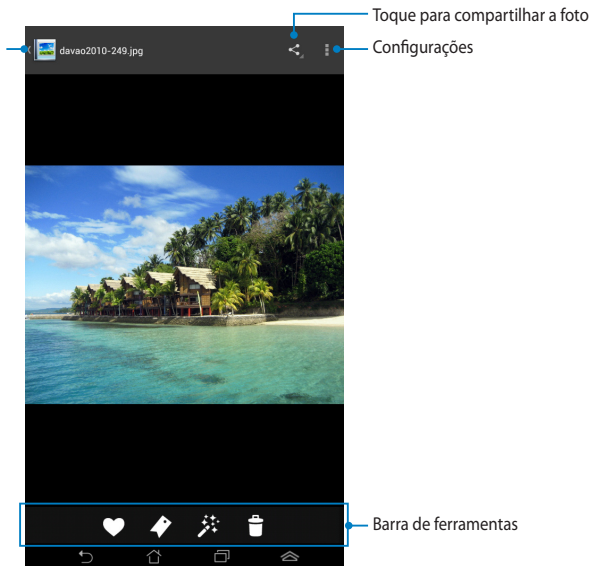 Toque para compartilhar a foto
davao2010-249.jpg
Configurações
Barra de ferramentas